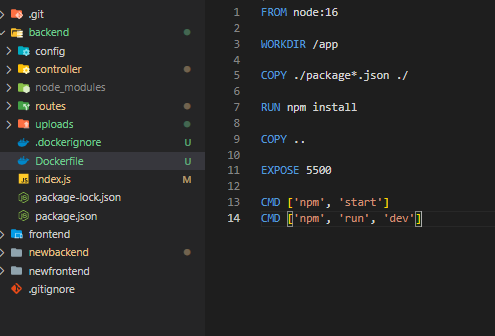 .git
backend
config
controller
node_modules
routes
uploads
.dockerignore U
Dockerfile U
index.js M
package-lock.json
package.json
frontend
newbackend
newfrontend
.gitignore
1 FROM node:16
2
3 WORKDIR /app
4
5 COPY ./package*.json ./
6
7 RUN npm install
8
9 COPY ..
10
11 EXPOSE 5500
12
13 CMD ['npm', 'start']
14 CMD ['npm', 'run', 'dev']